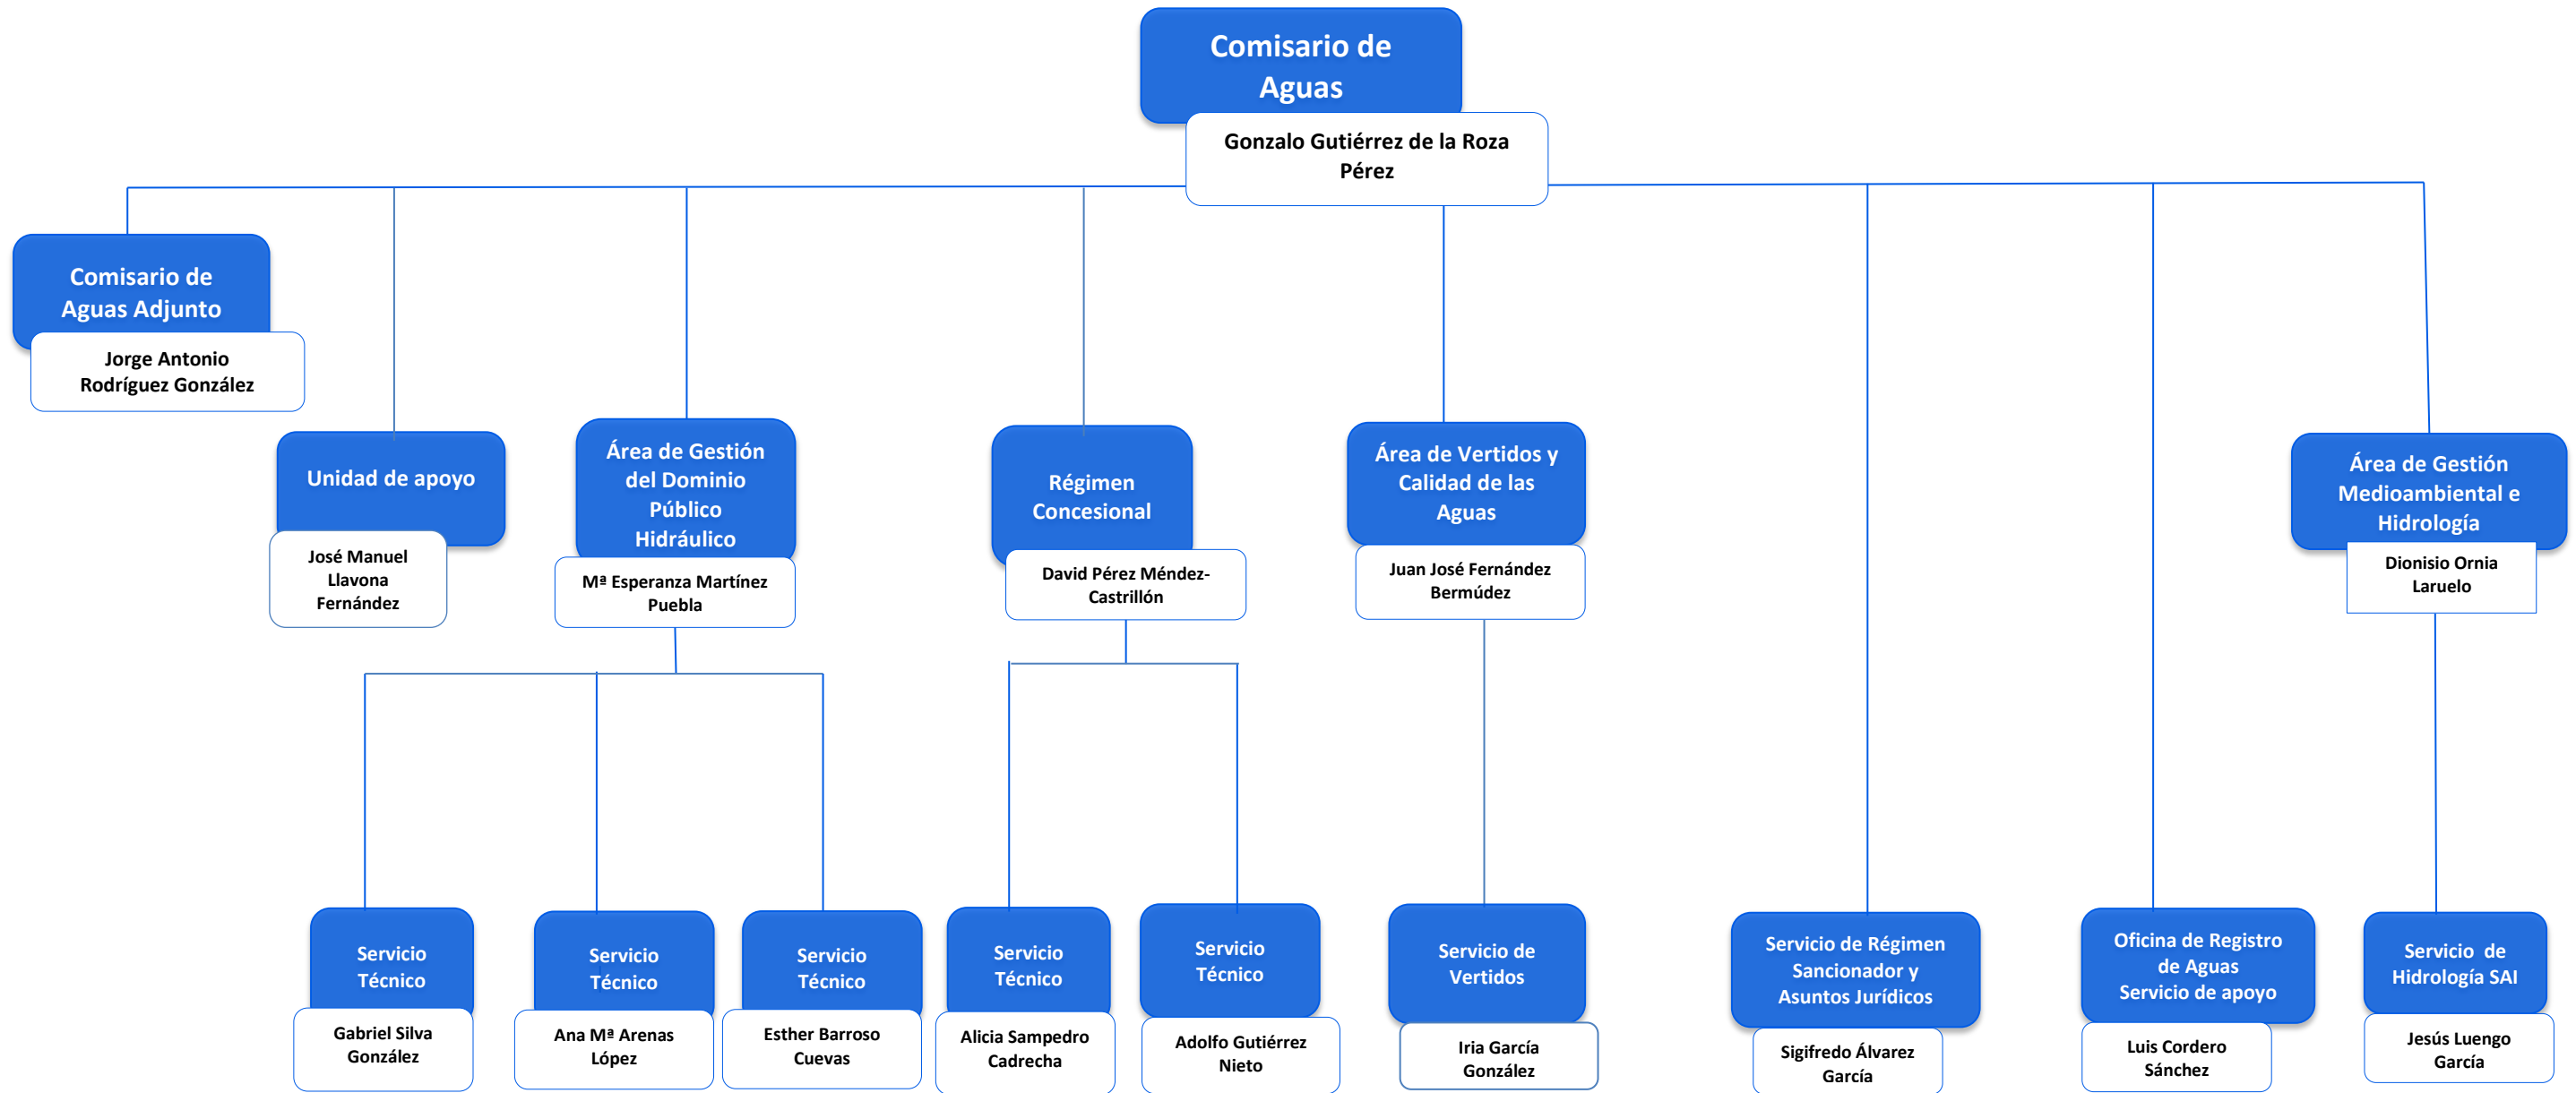 Comisario de
Aguas
Gonzalo Gutiérrez de la Roza
Pérez
Comisario de
Aguas Adjunto
Jorge Antonio
Rodríguez González
Unidad de apoyo
José Manuel
Llavona
Fernández
Área de Gestión
del Dominio
Público
Hidráulico
Mª Esperanza Martínez
Puebla
Régimen
Concesional
David Pérez Méndez-
Castrillón
Área de Vertidos y
Calidad de las
Aguas
Juan José Fernández
Bermúdez
Área de Gestión
Medioambiental e
Hidrología
Dionisio Ornia
Laruelo
Servicio
Técnico
Gabriel Silva
González
Servicio
Técnico
Ana Mª Arenas
López
Servicio
Técnico
Esther Barroso
Cuevas
Servicio
Técnico
Alicia Sampedro
Cadrecha
Servicio
Técnico
Adolfo Gutiérrez
Nieto
Servicio de
Vertidos
Iria García
González
Servicio de Régimen
Sancionador y
Asuntos Jurídicos
Sigifredo Álvarez
García
Oficina de Registro
de Aguas
Servicio de apoyo
Luis Cordero
Sánchez
Servicio de
Hidrología SAI
Jesús Luengo
García